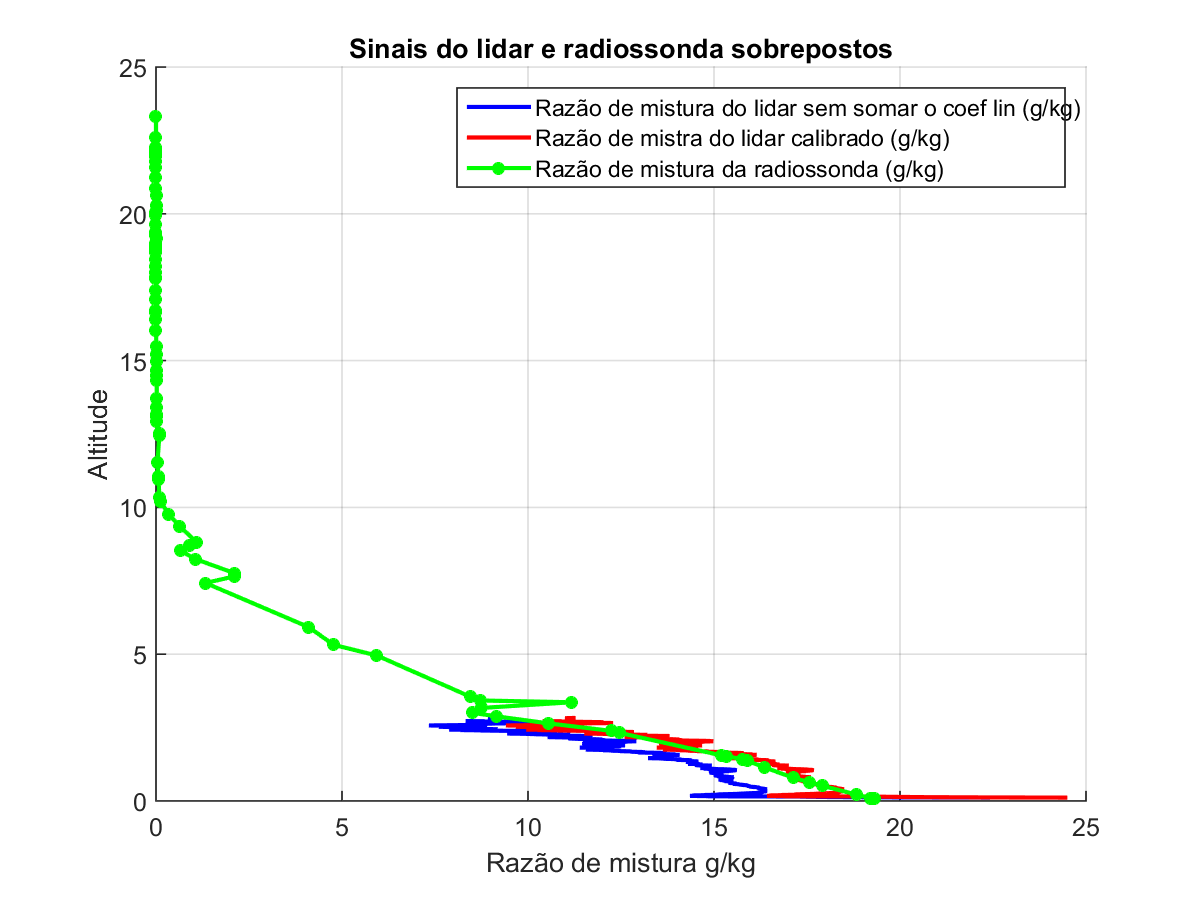 Sinais do lidar e radiossonda sobrepostos
25
20
15
10
5
0
Altitude
Razão de mistura do lidar sem somar o coef lin (g/kg)
Razão de mistra do lidar calibrado (g/kg)
Razão de mistura da radiossonda (g/kg)
0 5 10 15 20 25
Razão de mistura g/kg